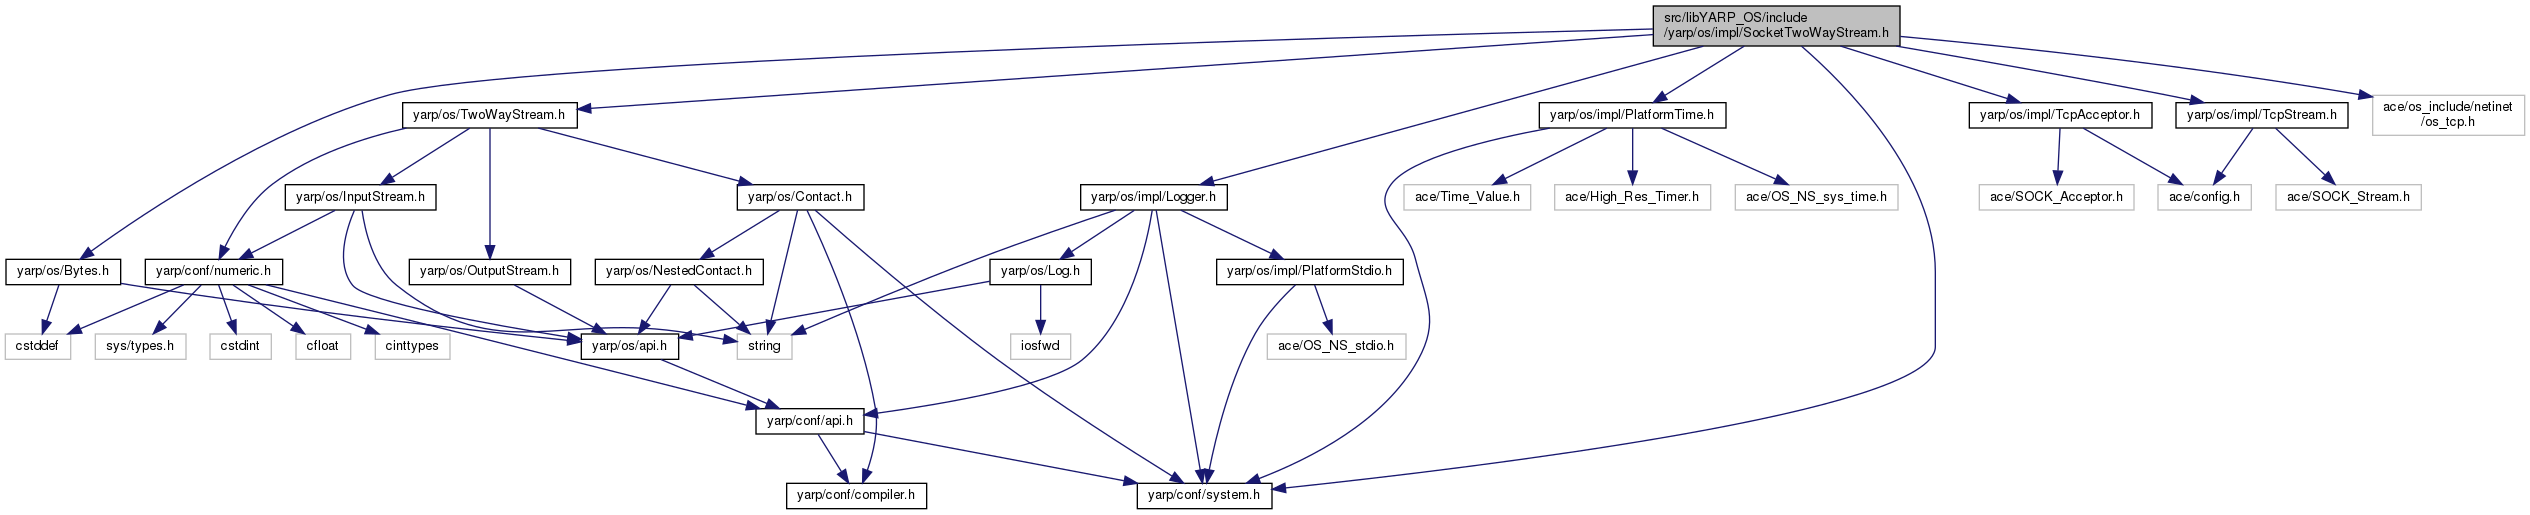 src/libYARP_OS/include
/yarp/os/impl/SocketTwoWayStream.h
yarp/os/TwoWayStream.h
yarp/os/impl/PlatformTime.h
yarp/os/impl/TcpAcceptor.h
yarp/os/impl/TcpStream.h
ace/os_include/netinet
/os_tcp.h
yarp/os/InputStream.h
yarp/os/Contact.h
yarp/os/impl/Logger.h
ace/Time_Value.h
ace/High_Res_Timer.h
ace/OS_NS_sys_time.h
ace/SOCK_Acceptor.h
ace/config.h
ace/SOCK_Stream.h
yarp/os/Bytes.h
yarp/conf/numeric.h
yarp/os/OutputStream.h
yarp/os/NestedContact.h
yarp/os/Log.h
yarp/os/impl/PlatformStdio.h
cstddef
sys/types.h
cstdint
cfloat
cinttypes
yarp/os/api.h
string
iosfwd
ace/OS_NS_stdio.h
yarp/conf/api.h
yarp/conf/compiler.h
yarp/conf/system.h